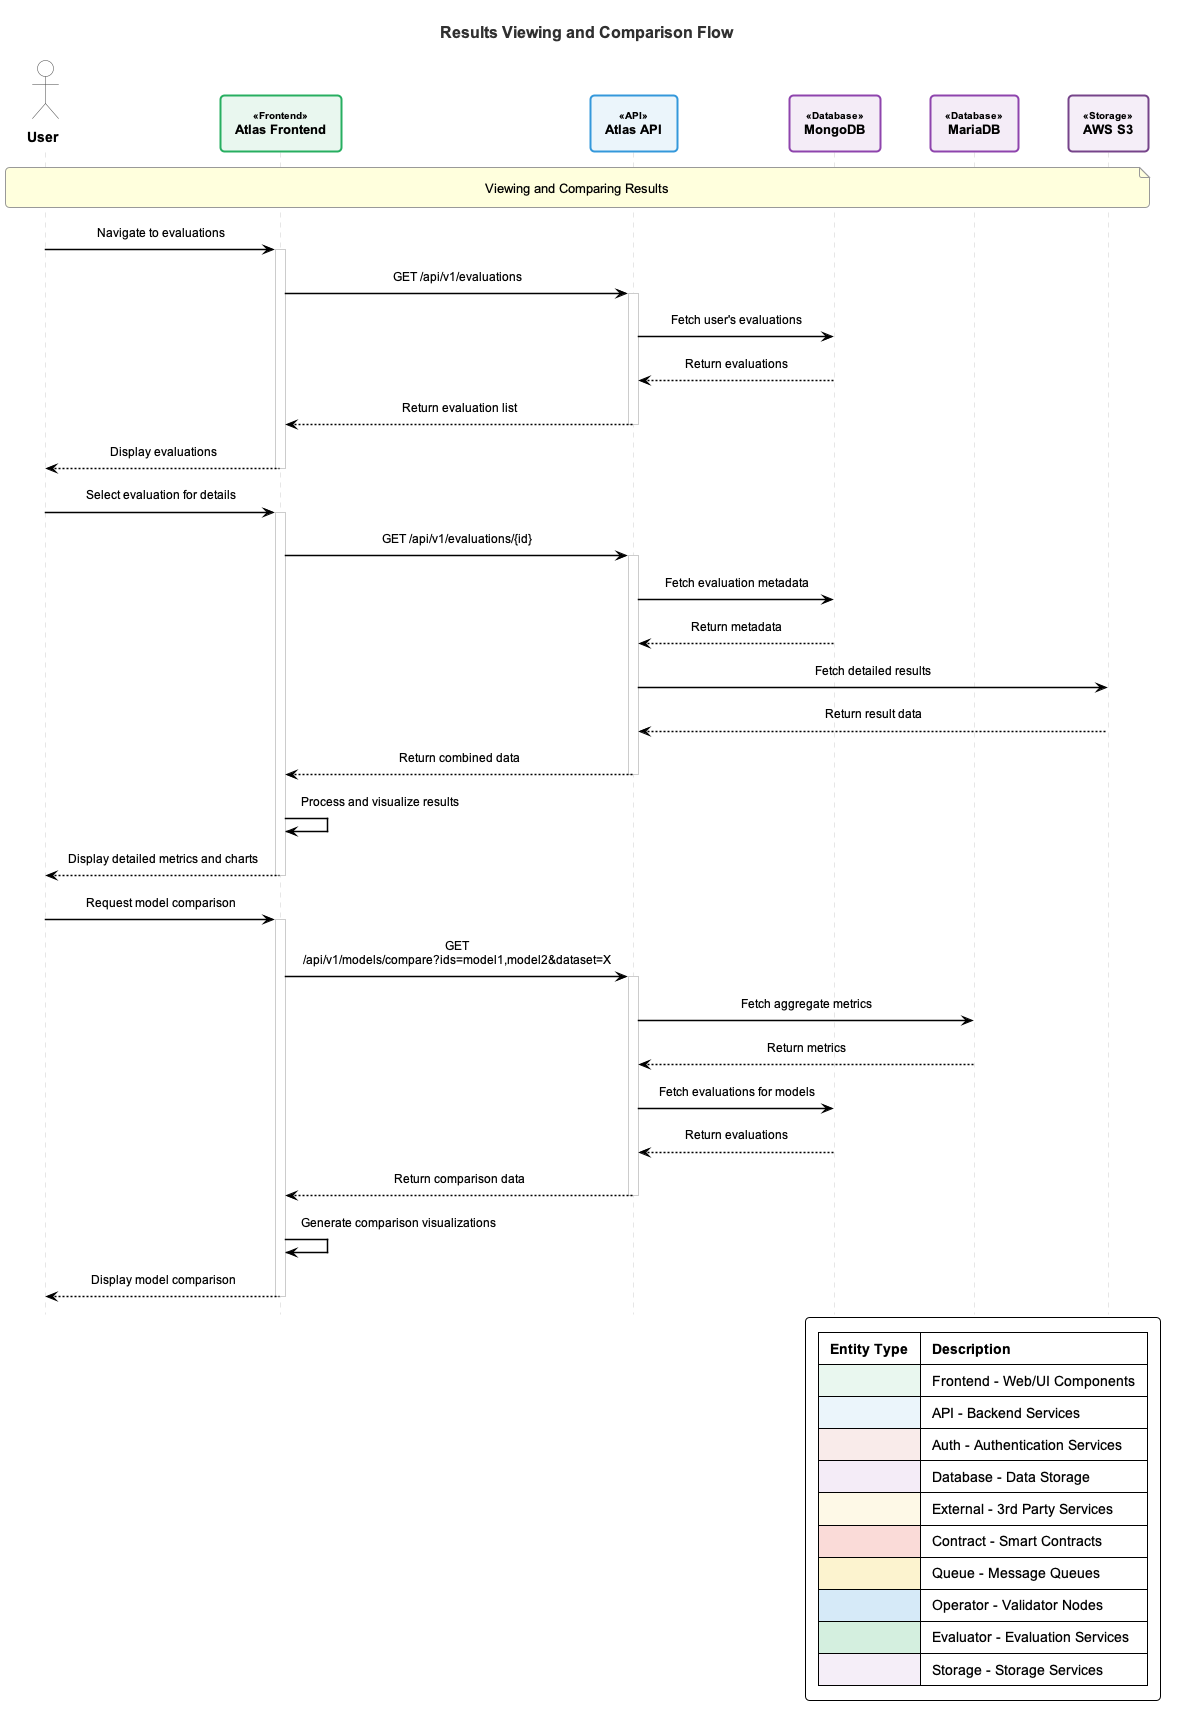 Results Viewing and Comparison Flow
User
«Frontend»
Atlas Frontend
«API»
Atlas API
«Database»
MongoDB
«Database»
MariaDB
«Storage»
AWS S3
Viewing and Comparing Results
Navigate to evaluations
GET /api/v1/evaluations
Fetch user's evaluations
Return evaluations
Return evaluation list
Display evaluations
Select evaluation for details
GET /api/v1/evaluations/{id}
Fetch evaluation metadata
Return metadata
Fetch detailed results
Return result data
Return combined data
Process and visualize results
Display detailed metrics and charts
Request model comparison
GET
/api/v1/models/compare?ids=model1,model2&dataset=X
Fetch aggregate metrics
Return metrics
Fetch evaluations for models
Return evaluations
Return comparison data
Generate comparison visualizations
Display model comparison
Entity Type Description
Frontend - Web/UI Components
API - Backend Services
Auth - Authentication Services
Database - Data Storage
External - 3rd Party Services
Contract - Smart Contracts
Queue - Message Queues
Operator - Validator Nodes
Evaluator - Evaluation Services
Storage - Storage Services